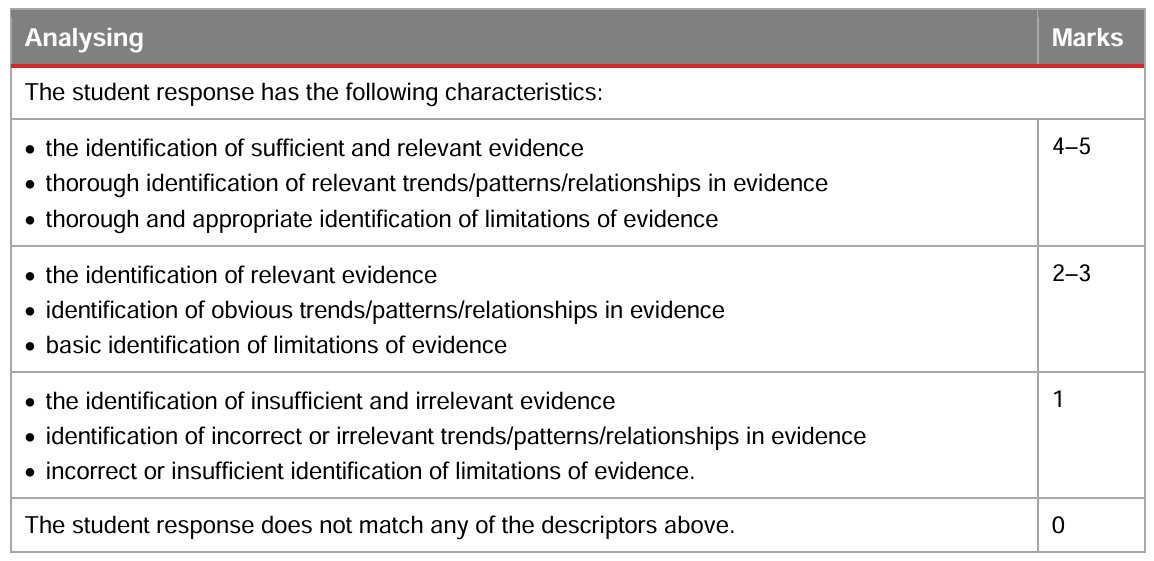 Analysing Marks
The student response has the following characteristics:
• the identification of sufficient and relevant evidence 4–5
• thorough identification of relevant trends/patterns/relationships in evidence
• thorough and appropriate identification of limitations of evidence
• the identification of relevant evidence 2–3
• identification of obvious trends/patterns/relationships in evidence
• basic identification of limitations of evidence
• the identification of insufficient and irrelevant evidence 1
• identification of incorrect or irrelevant trends/patterns/relationships in evidence
• incorrect or insufficient identification of limitations of evidence.
The student response does not match any of the descriptors above. 0